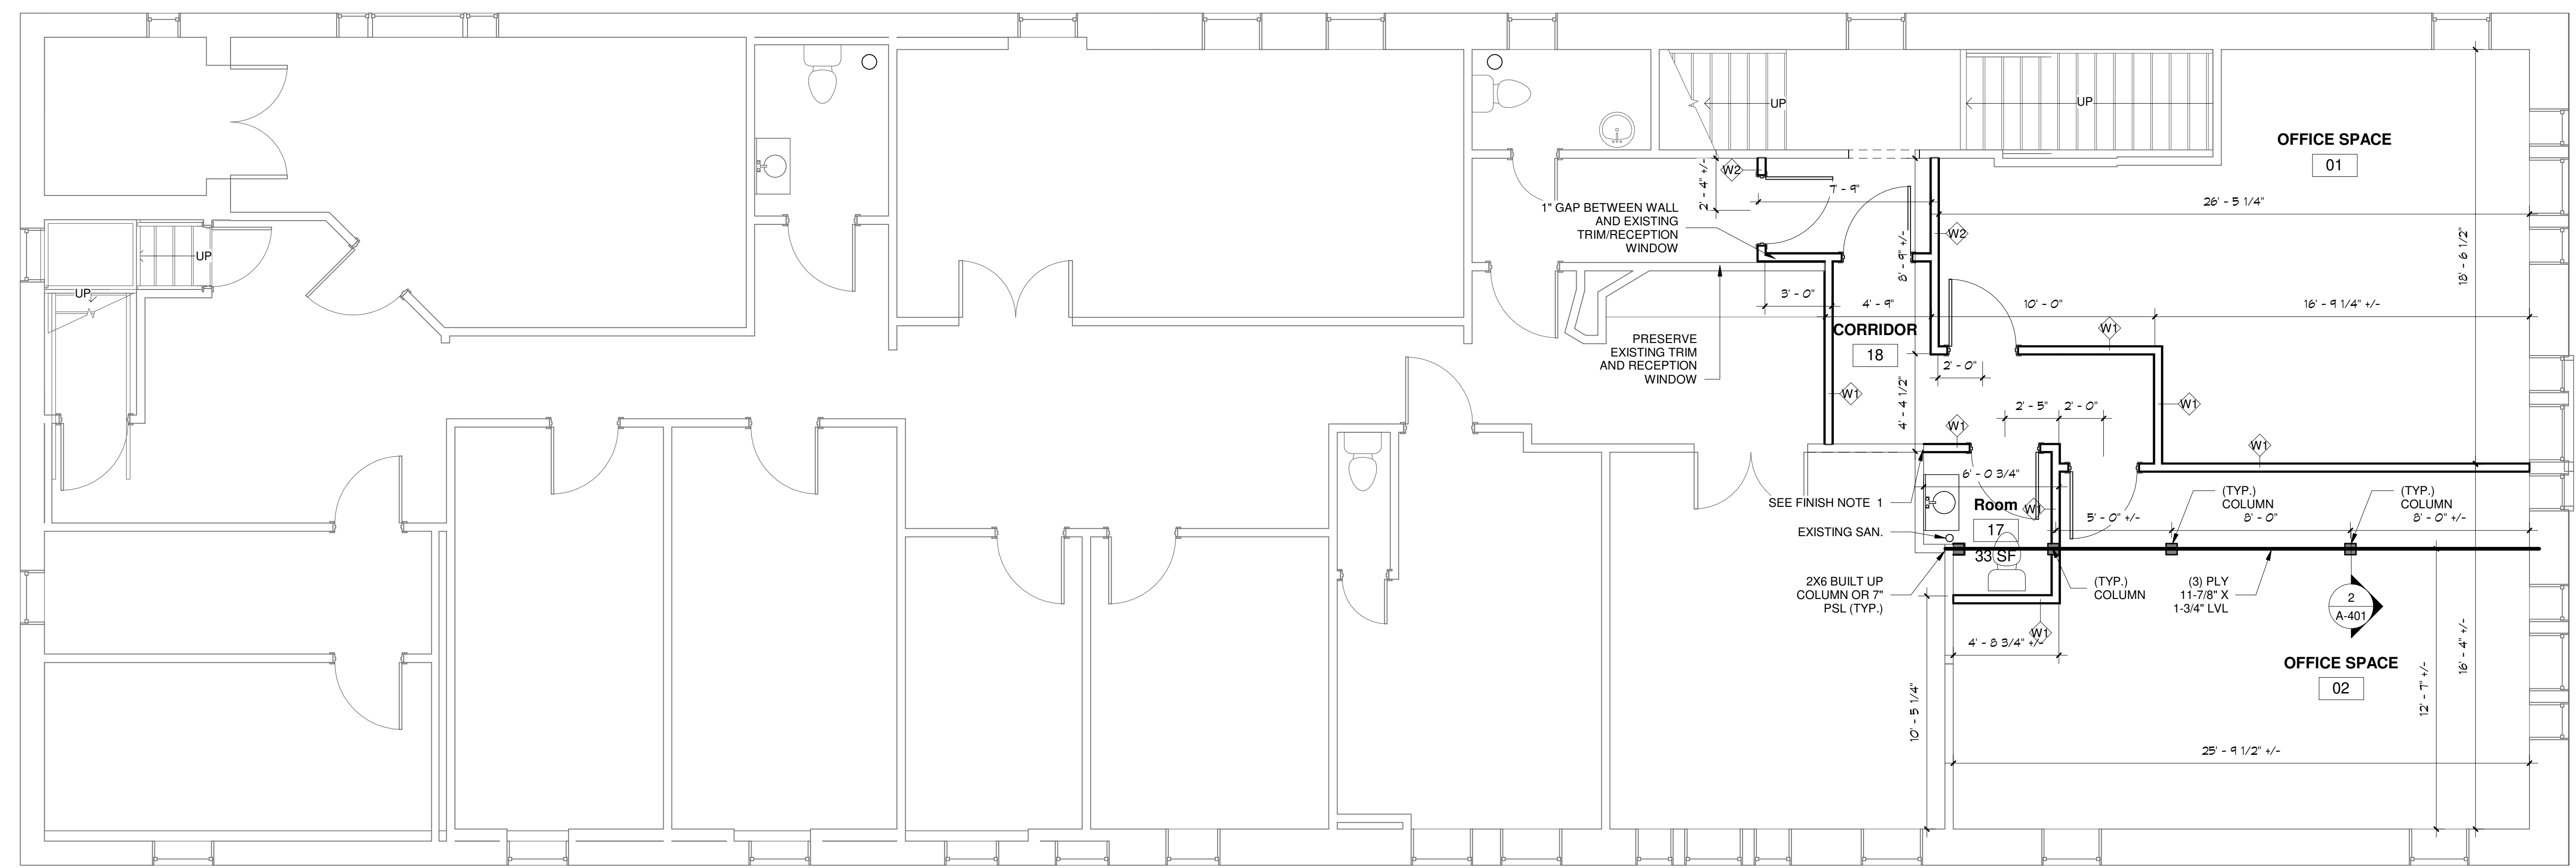 UP
UP
OFFICE SPACE
01
W2
2' - 4" +/-
7' - 9"
26' - 5 1/4"
1" GAP BETWEEN WALL
AND EXISTING
TRIM/RECEPTION
WINDOW
W2
8' - 9" +/-
18' - 6 1/2"
UP
UP
3' - 0"
4' - 9"
10' - 0"
16' - 9 1/4" +/-
CORRIDOR
18
W1
PRESERVE
EXISTING TRIM
AND RECEPTION
WINDOW
2' - 0"
W1
4' - 4 1/2"
2' - 5"
2' - 0"
W1
W1
W1
6' - 0 3/4"
SEE FINISH NOTE 1
Room
17
33 SF
W1
EXISTING SAN.
5' - 0" +/-
(TYP.)
COLUMN
8' - 0"
(TYP.)
COLUMN
8' - 0" +/-
2X6 BUILT UP
COLUMN OR 7"
PSL (TYP.)
(TYP.)
COLUMN
(3) PLY
11-7/8" X
1-3/4" LVL
2
A-401
W1
4' - 8 3/4" +/-
OFFICE SPACE
02
16' - 4" +/-
12' - 7" +/-
10' - 5 1/4"
25' - 9 1/2" +/-